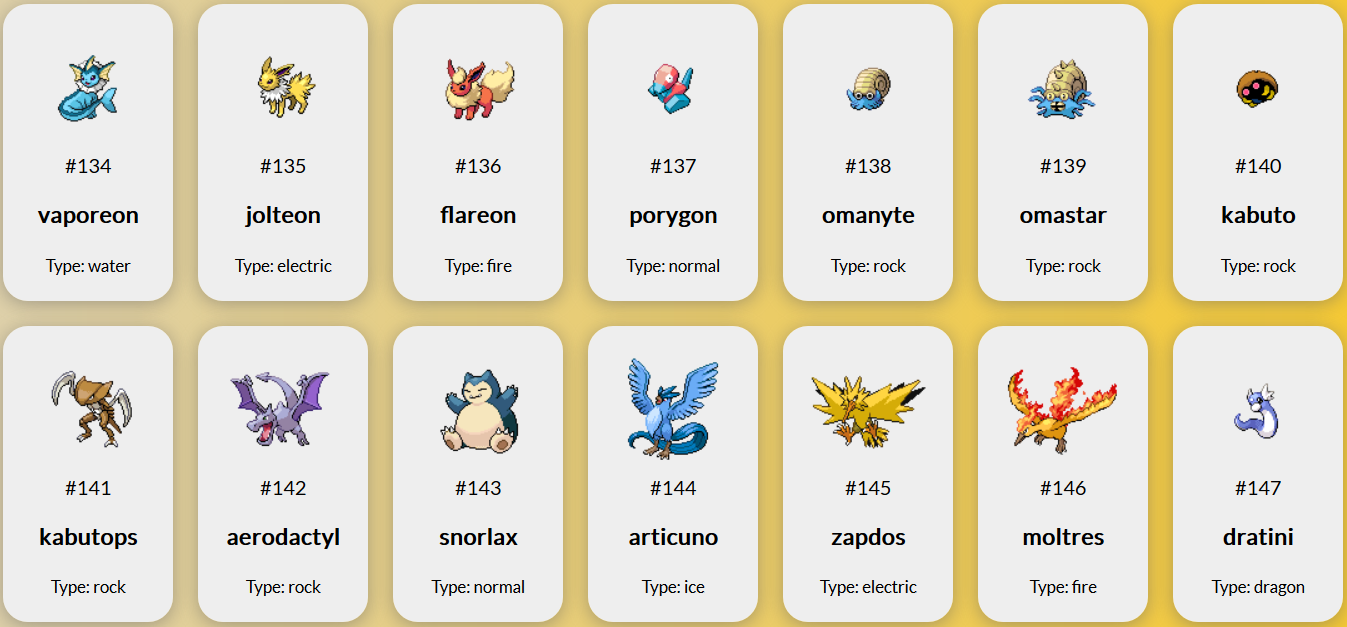 #134
vaporeon
Type: water
#135
jolteon
Type: electric
#136
flareon
Type: fire
#137
porygon
Type: normal
#138
omanyte
Type: rock
#139
omastar
Type: rock
#140
kabuto
Type: rock
#141
kabutops
Type: rock
#142
aerodactyl
Type: rock
#143
snorlax
Type: normal
#144
articuno
Type: ice
#145
zapdos
Type: electric
#146
moltres
Type: fire
#147
dratini
Type: dragon